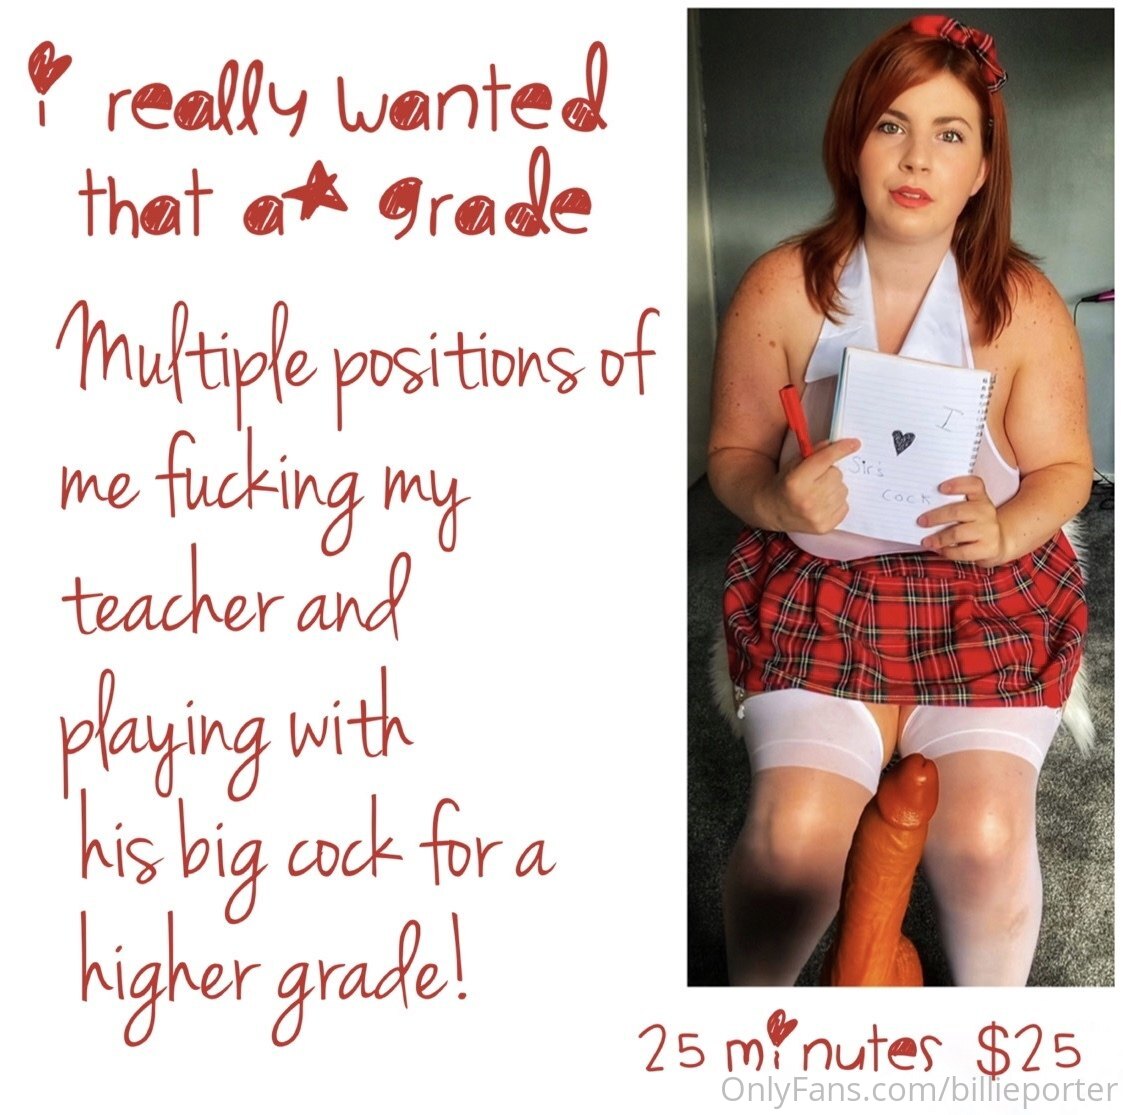 i really wanted
that a★ grade
Multiple positions of
me fucking my
teacher and
playing with
his big cock for a
higher grade!
I
♥
Sir's
cock
25 minutes $25
OnlyFans.com/billieporter